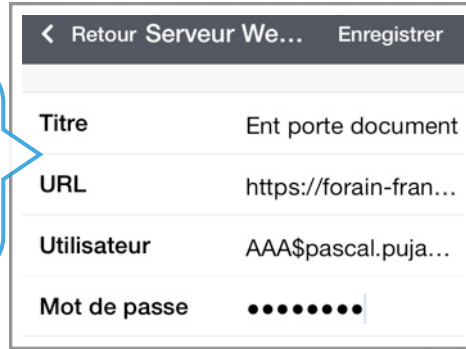 Retour Serveur We... Enregistrer
Titre Ent porte document
URL https://forain-fran...
Utilisateur AAA$pascal.puja...
Mot de passe ••••••••